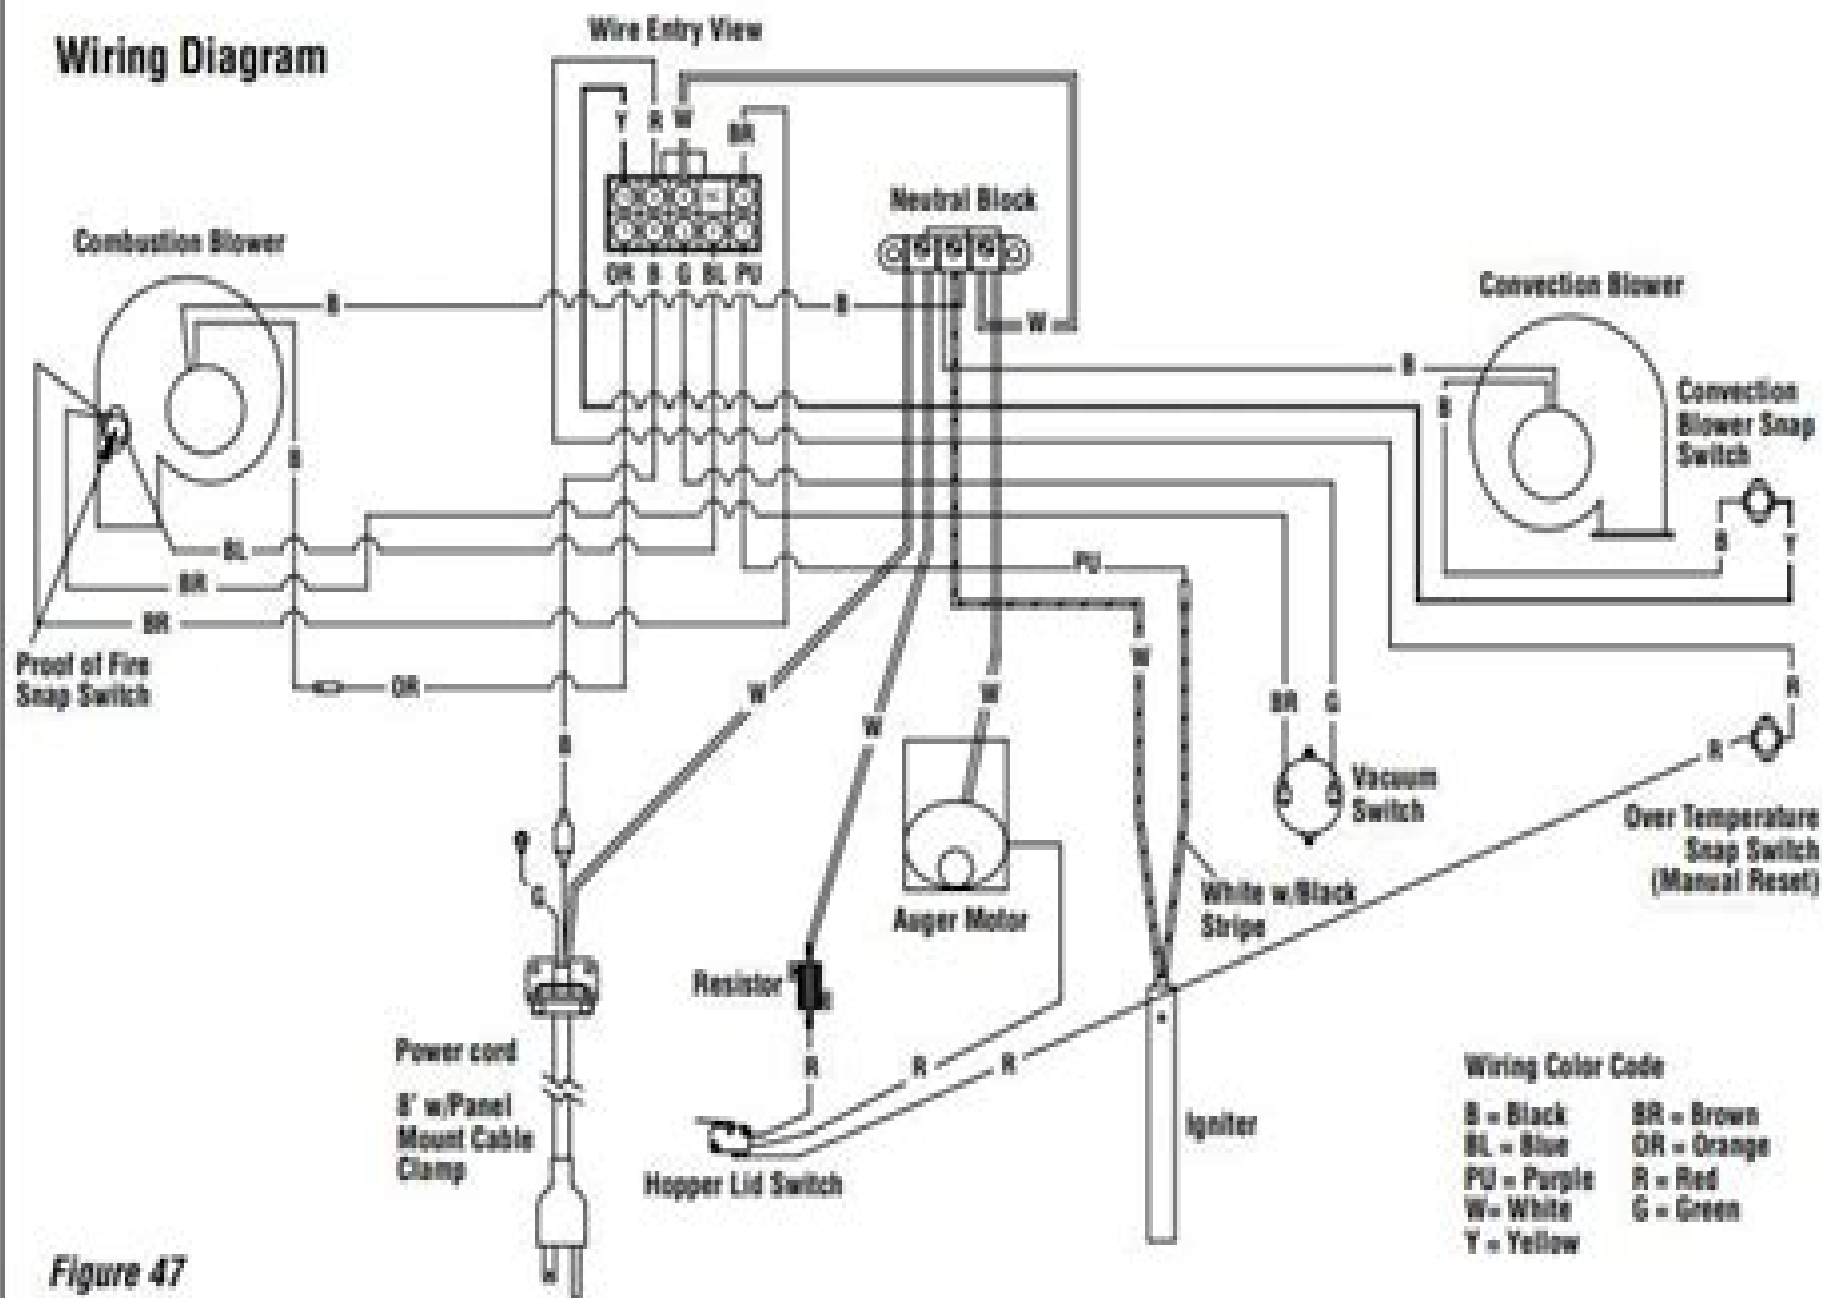 Wiring Diagram
Wire Entry View
Y
R
W
BR
Neutral Block
Combustion Blower
OR B G BL PU
Convection Blower
B
B
W
B
Convection
Blower Snap
Switch
B
B
B
Y
BL
PU
BR
BR
Proof of Fire
Snap Switch
OR
W
W
W
W
BR
G
R
R
B
Vacuum
Switch
Over Temperature
Snap Switch
(Manual Reset)
G
White w/Black
Stripe
Auger Motor
Resistor
Power cord
8' w/Panel
Mount Cable
Clamp
R
R
R
Igniter
Hopper Lid Switch
Wiring Color Code
B = Black
BL = Blue
PU = Purple
W= White
Y = Yellow
BR = Brown
OR = Orange
R = Red
G = Green
Figure 47